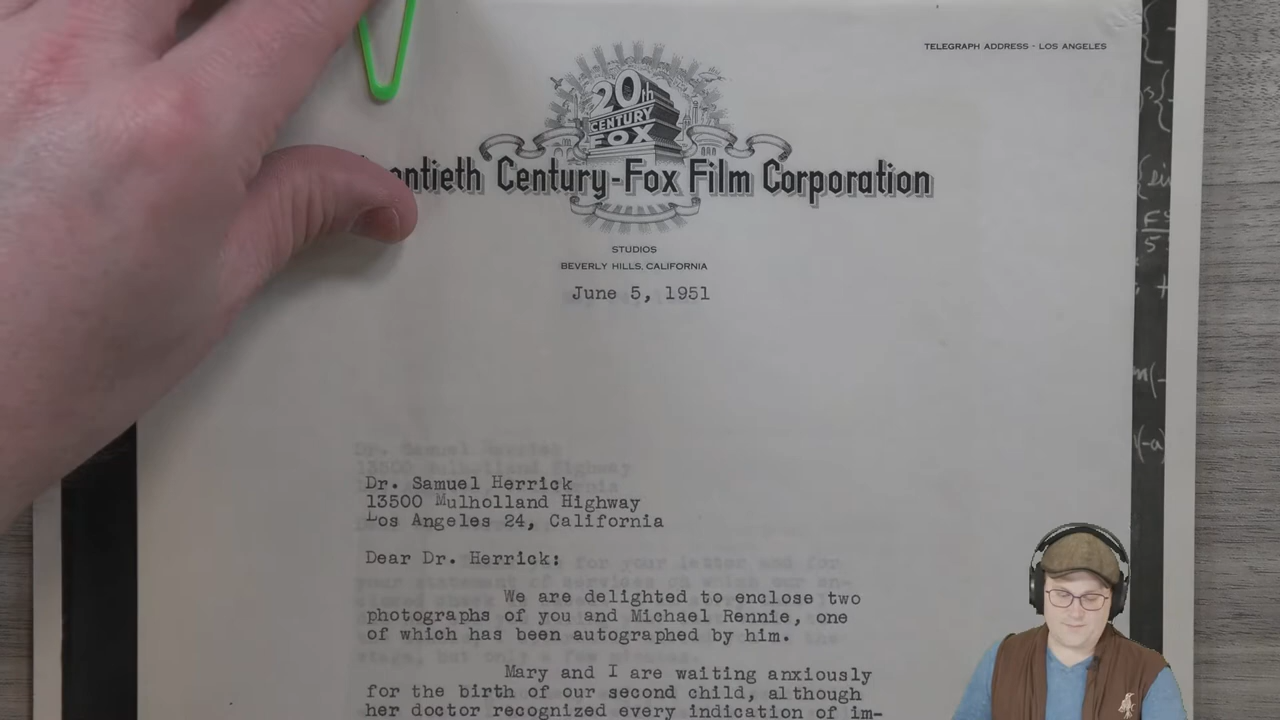 TELEGRAPH ADDRESS - LOS ANGELES
20th
CENTURY
FOX
Century-Fox Film Corporation
STUDIOS
BEVERLY HILLS, CALIFORNIA
June 5, 1951
Dr. Samuel Herrick
13500 Mulholland Highway
Los Angeles 24, California
Dear Dr. Herrick:
We are delighted to enclose two
photographs of you and Michael Rennie, one
of which has been autographed by him.
Mary and I are waiting anxiously
for the birth of our second child, although
her doctor recognized every indication of im-